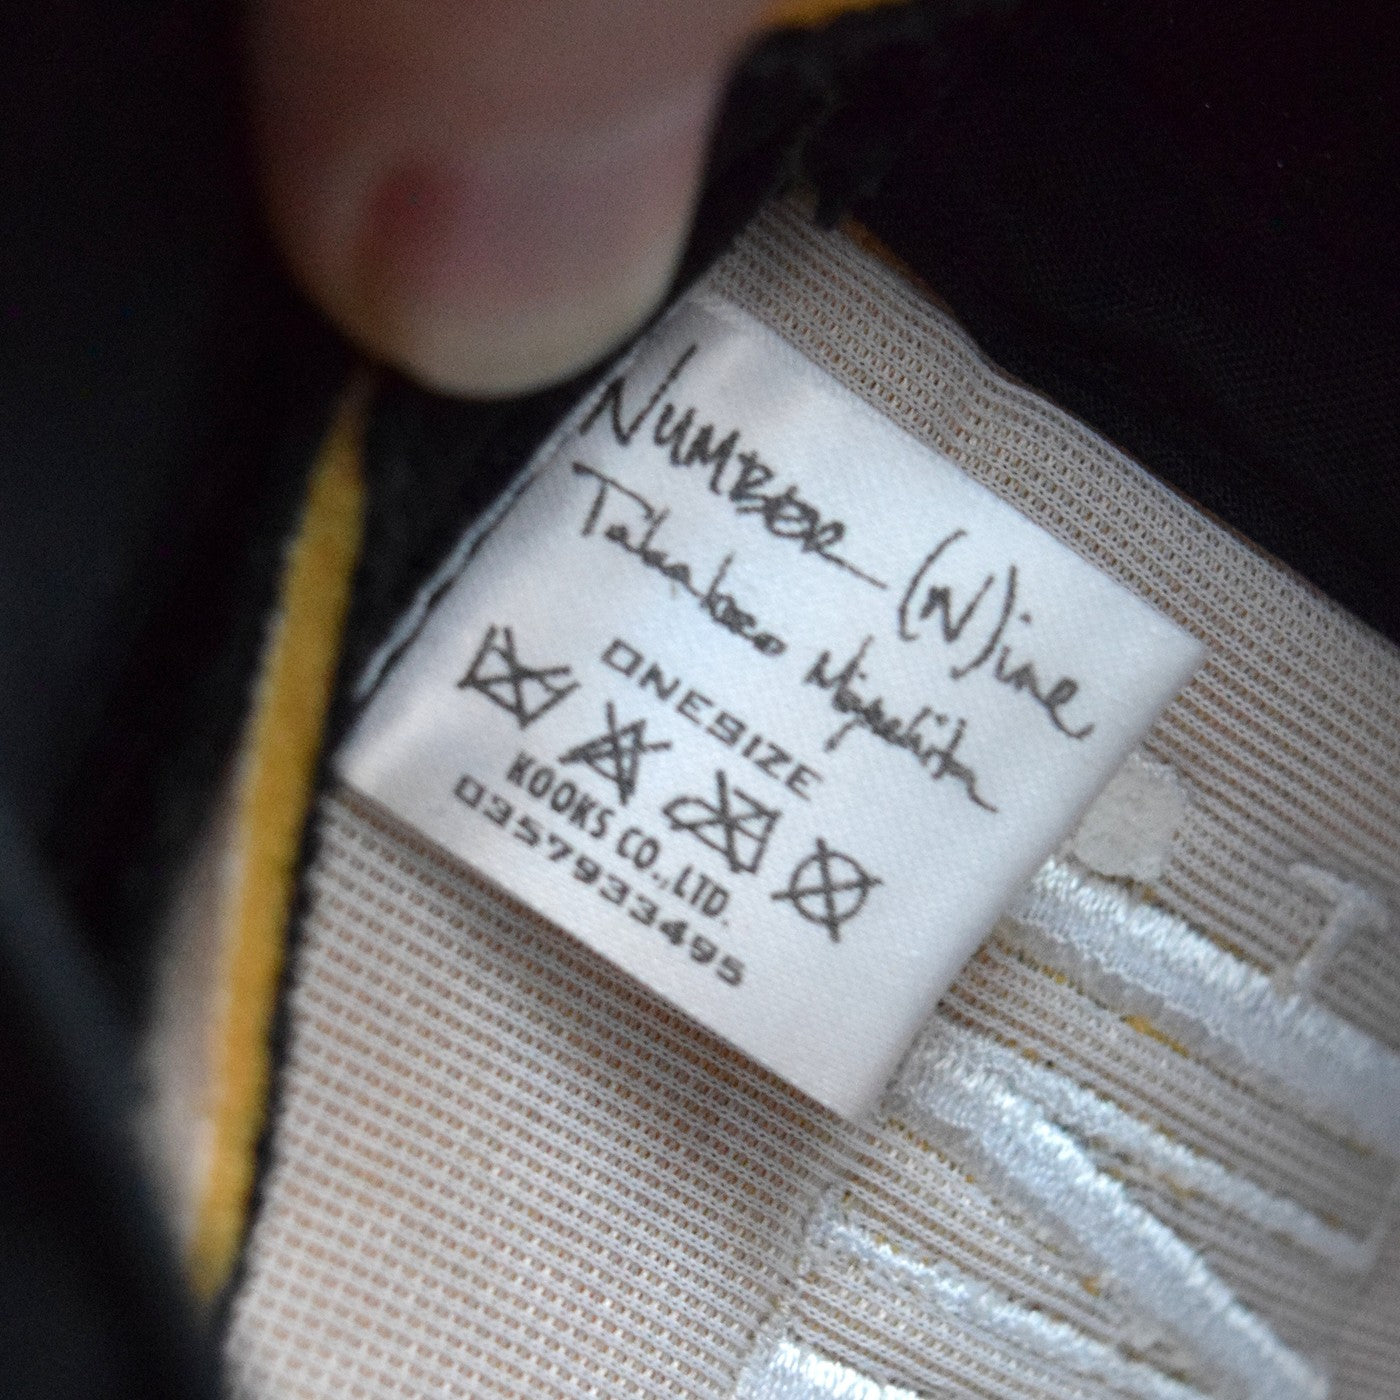 NUMBER (N)ine
Takahiro Miyashita
ONESIZE
KOOKS CO.,LTD.
0357933495